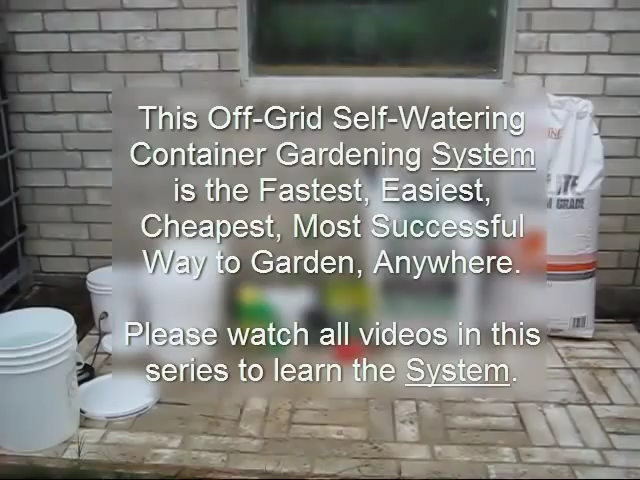 This Off-Grid Self-Watering
Container Gardening System
is the Fastest, Easiest,
Cheapest, Most Successful
Way to Garden, Anywhere.
Please watch all videos in this
series to learn the System.
GRADE